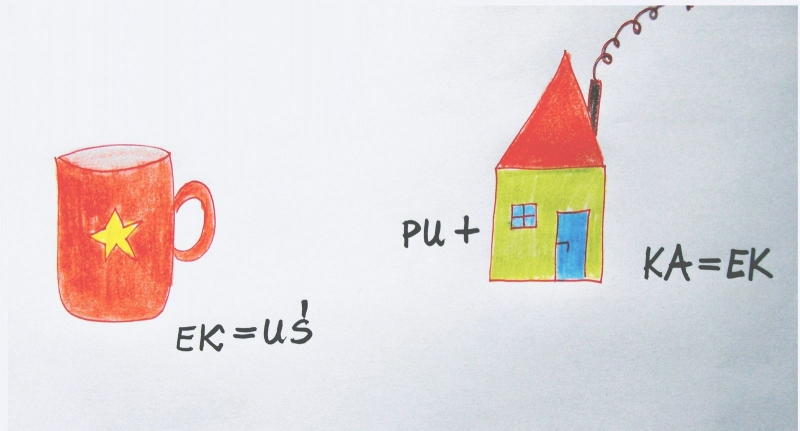 EK=UŚ
PU+
KA=EK